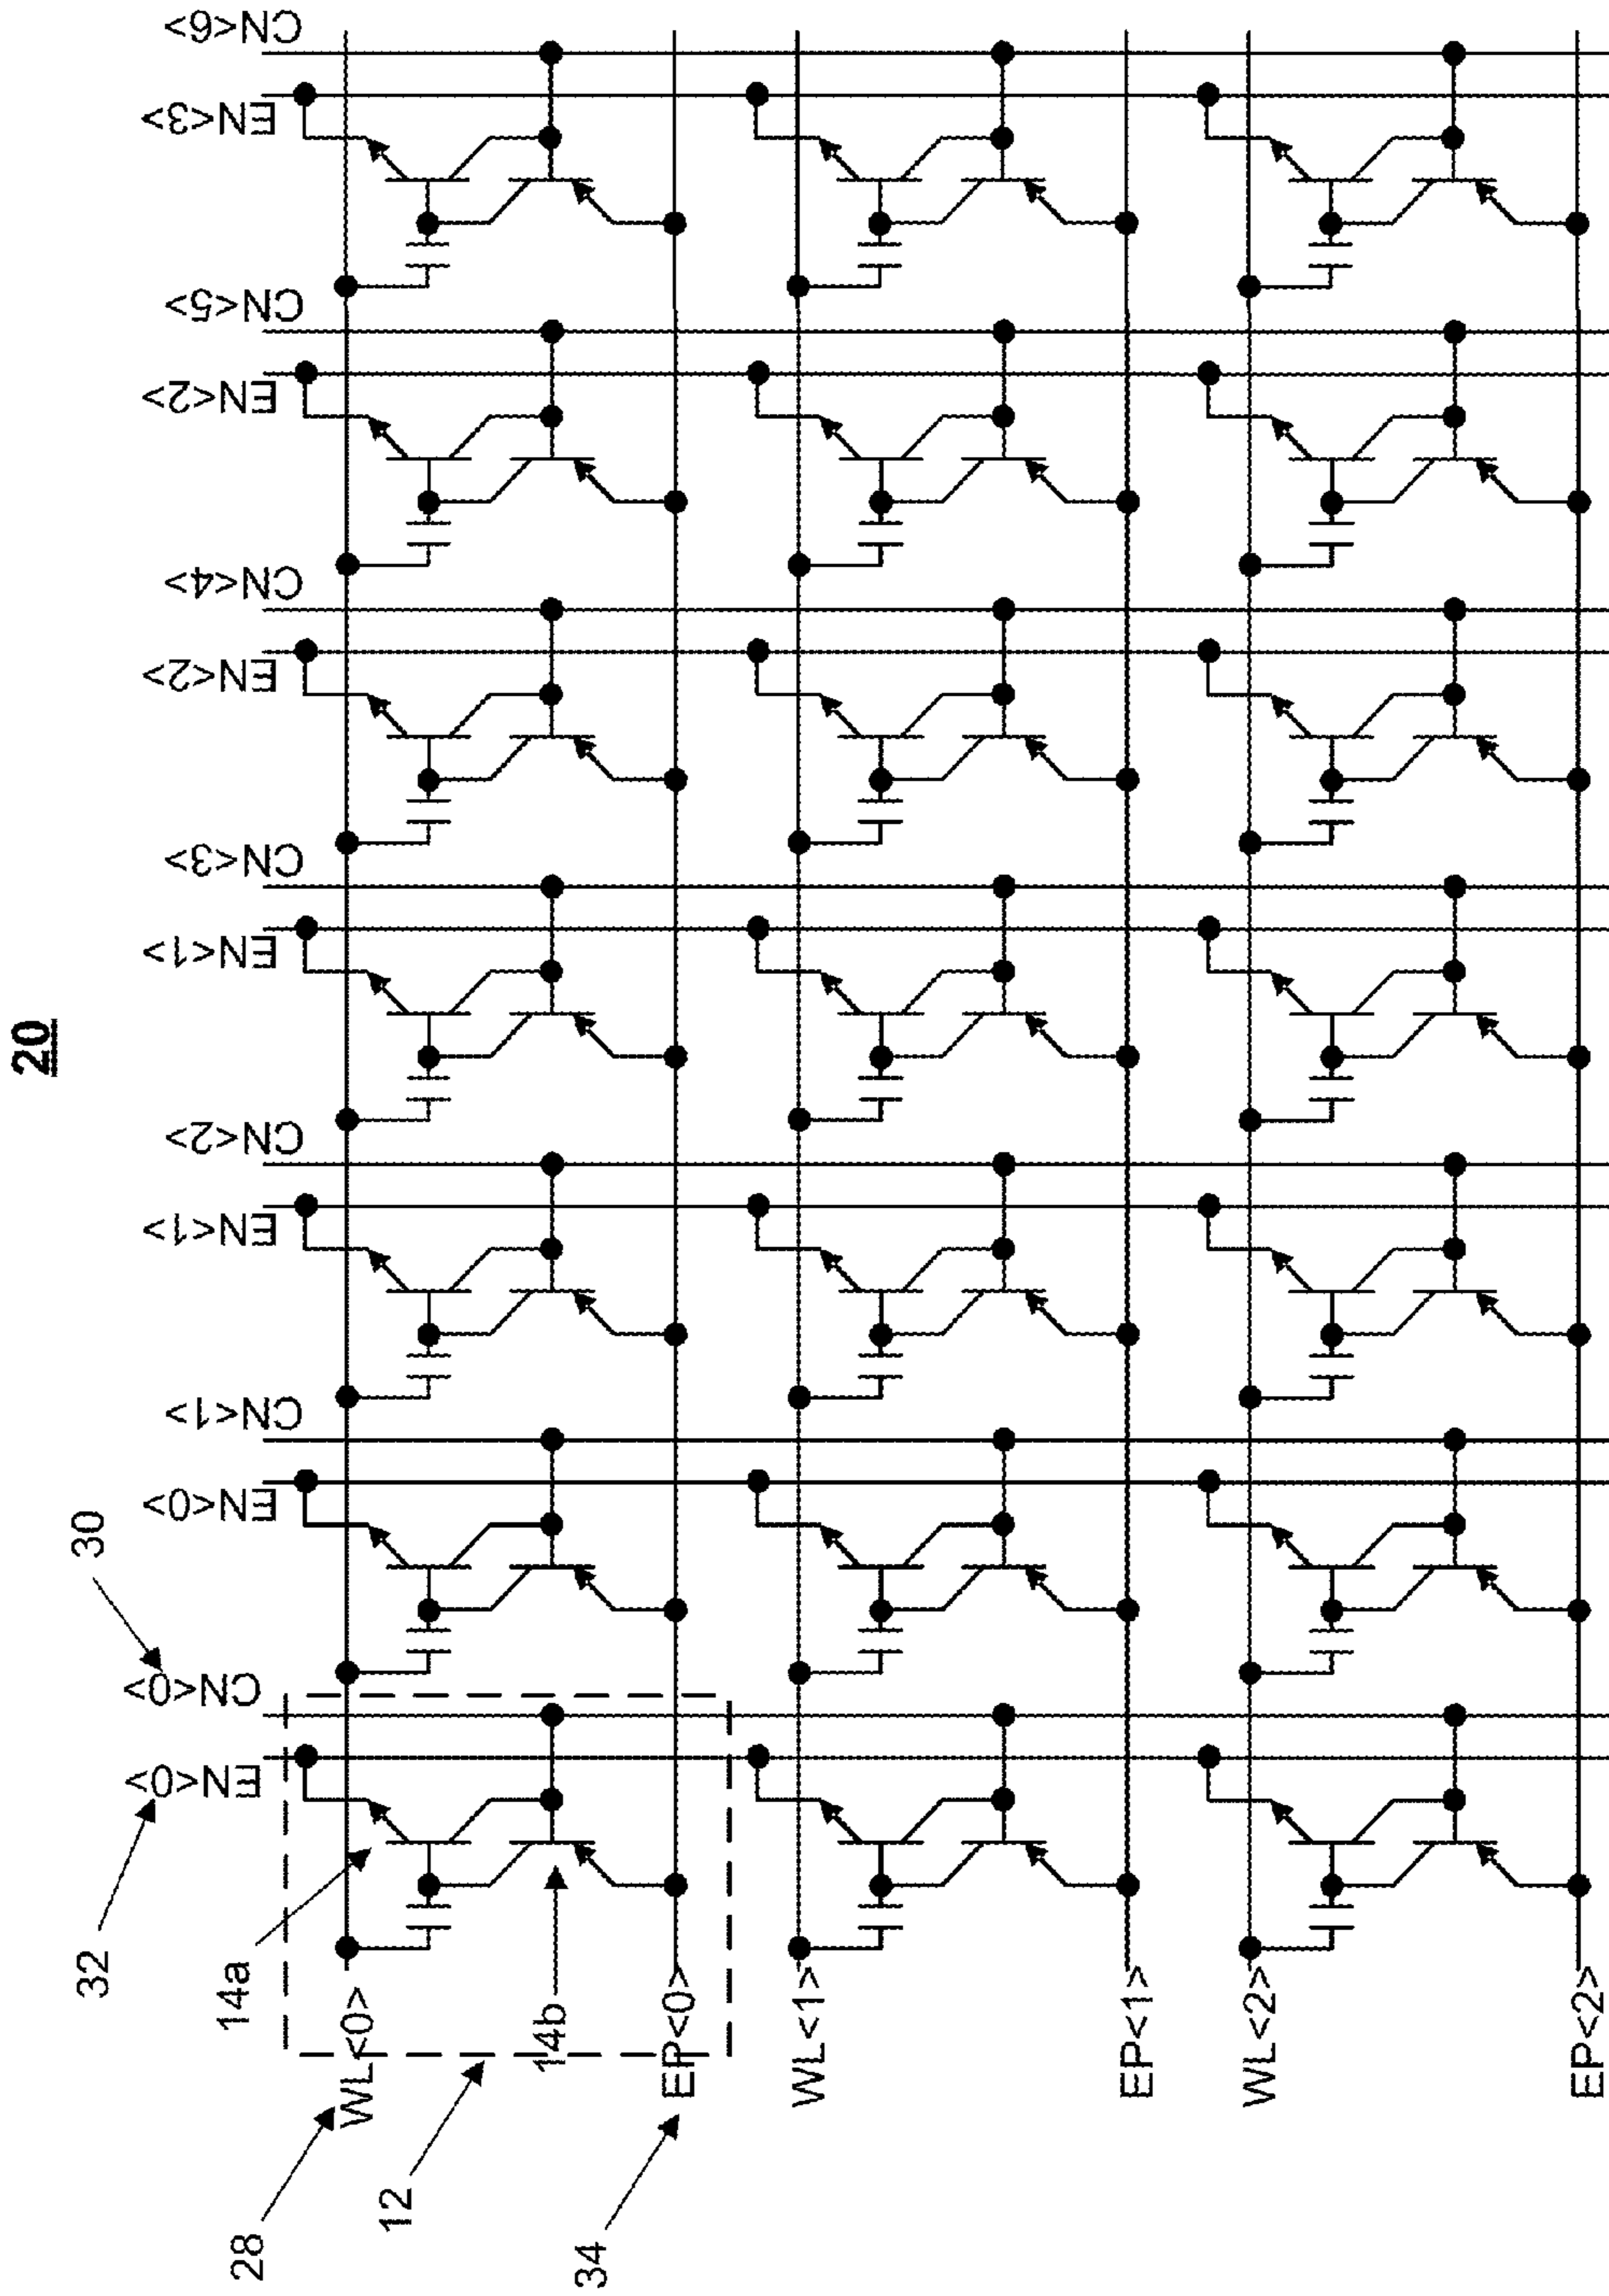 20
30
32
EN<0>
CN<0>
EN<0>
CN<1>
EN<1>
CN<2>
EN<1>
CN<3>
EN<2>
CN<4>
EN<2>
CN<5>
EN<3>
CN<6>
14a
28
WL<0>
12
14b
34
EP<0>
WL<1>
EP<1>
WL<2>
EP<2>